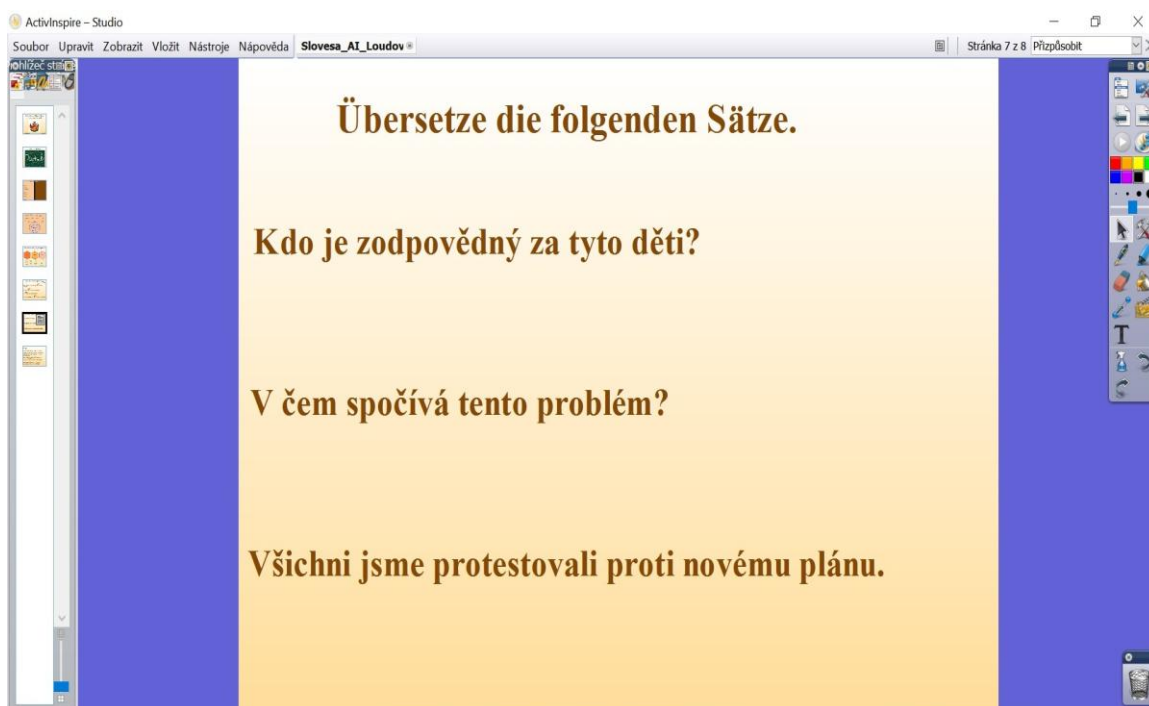 ActivInspire – Studio
Soubor Upravit Zobrazit Vložit Nástroje Nápověda Slovesa_AI_Loudov Stránka 7 z 8 Přizpůsobit
Übersetze die folgenden Sätze.
Kdo je zodpovědný za tyto děti?
V čem spočívá tento problém?
Všichni jsme protestovali proti novému plánu.